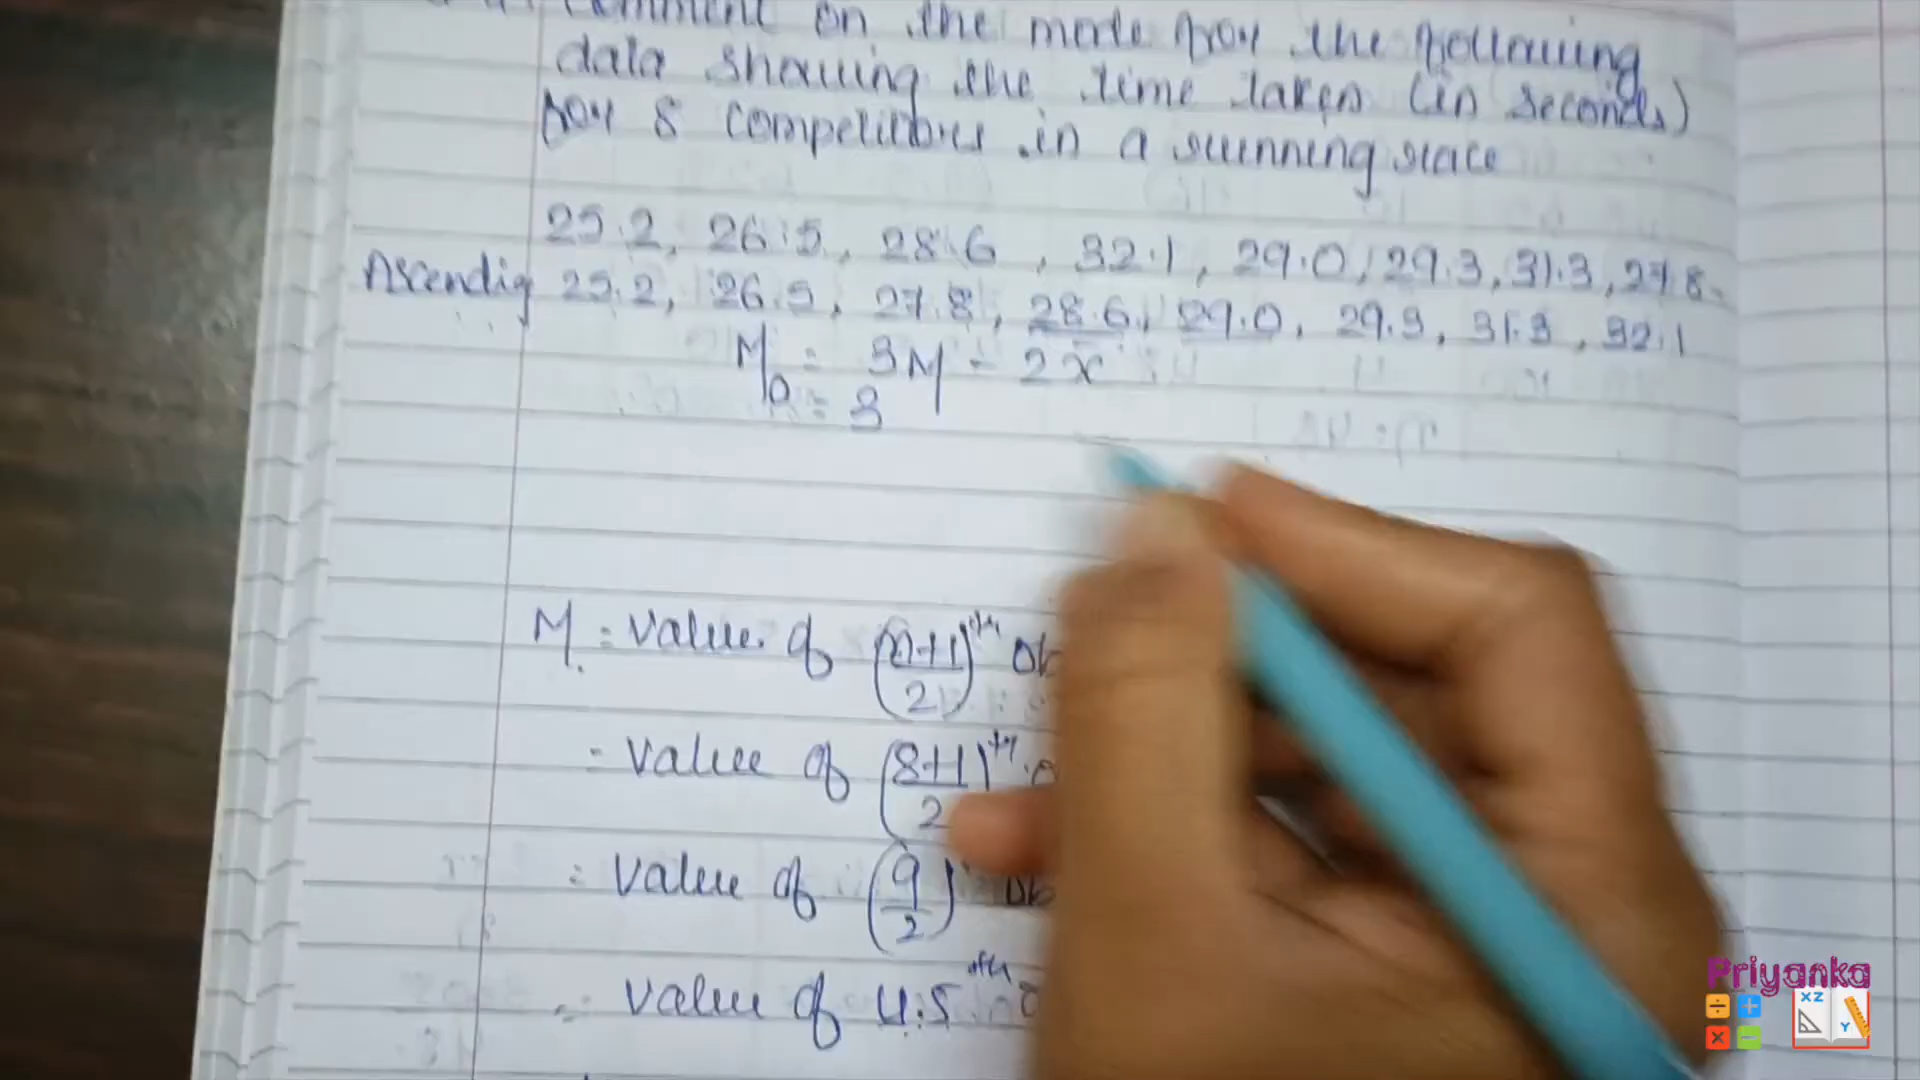 comment on the mode for the following
data showing the time taken (in seconds)
for 8 competitors in a running race
25.2, 26.5, 28.6, 32.1, 29.0, 29.3, 31.3, 27.8
Ascendig 25.2, 26.5, 27.8, 28.6, 29.0, 29.3, 31.3, 32.1
M₀ = 3M - 2x
= 3
M = Value of (n+1/2)th Ob
= Value of (8+1/2)th
= Value of (9/2) Ob
= Value of 4.5th
Priyanka
XZ
Y